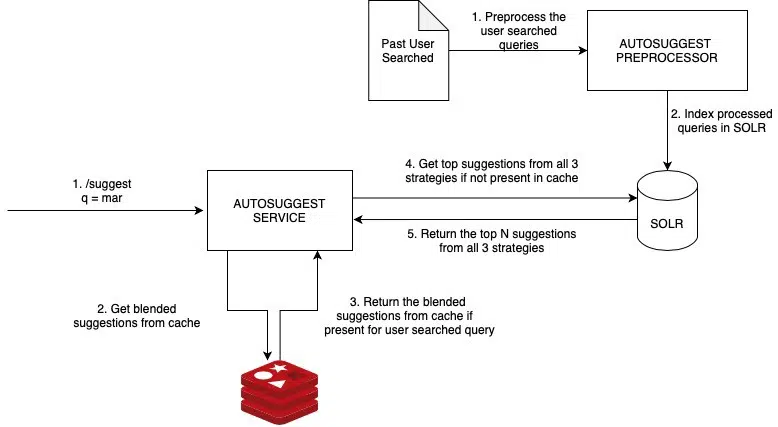 Past User
Searched
1. Preprocess the
user searched
queries
AUTOSUGGEST
PREPROCESSOR
2. Index processed
queries in SOLR
1. /suggest
q = mar
AUTOSUGGEST
SERVICE
4. Get top suggestions from all 3
strategies if not present in cache
SOLR
5. Return the top N suggestions
from all 3 strategies
2. Get blended
suggestions from cache
3. Return the blended
suggestions from cache if
present for user searched query